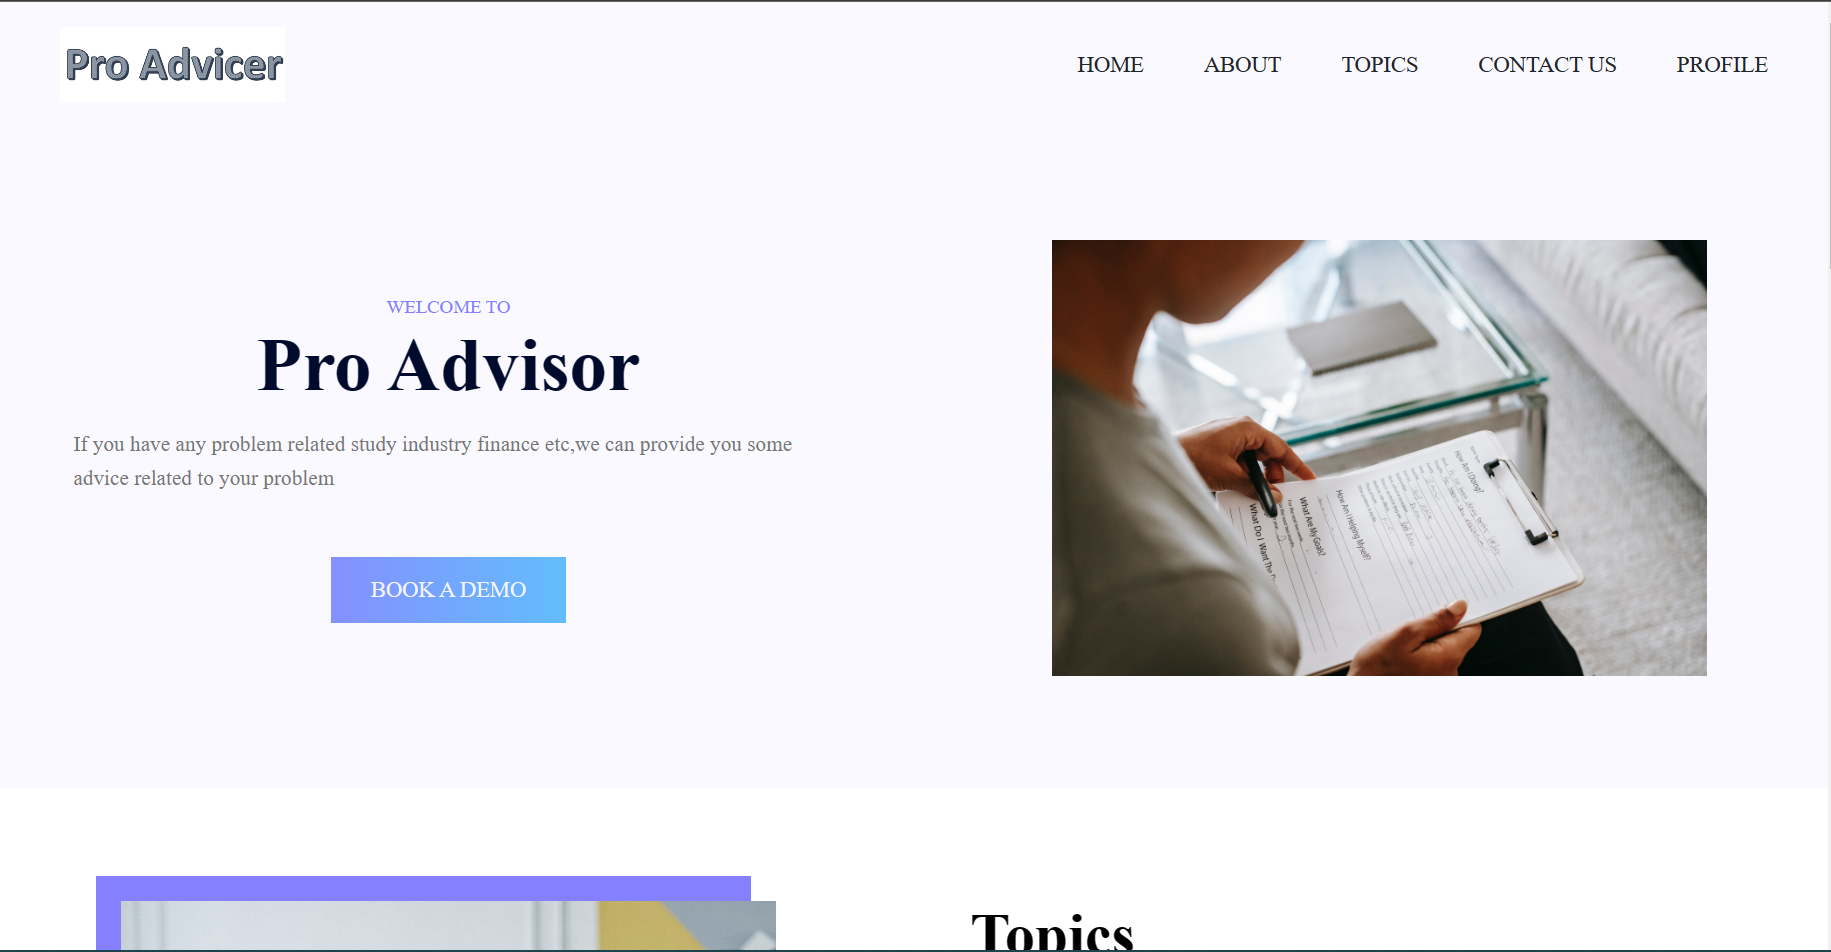 Pro Advicer
HOME ABOUT TOPICS CONTACT US PROFILE
WELCOME TO
Pro Advisor
If you have any problem related study industry finance etc,we can provide you some
advice related to your problem
BOOK A DEMO
How Am I Doing?
How Am I Helping Myself?
What Are My Goals?
What Do I Want The
Topics